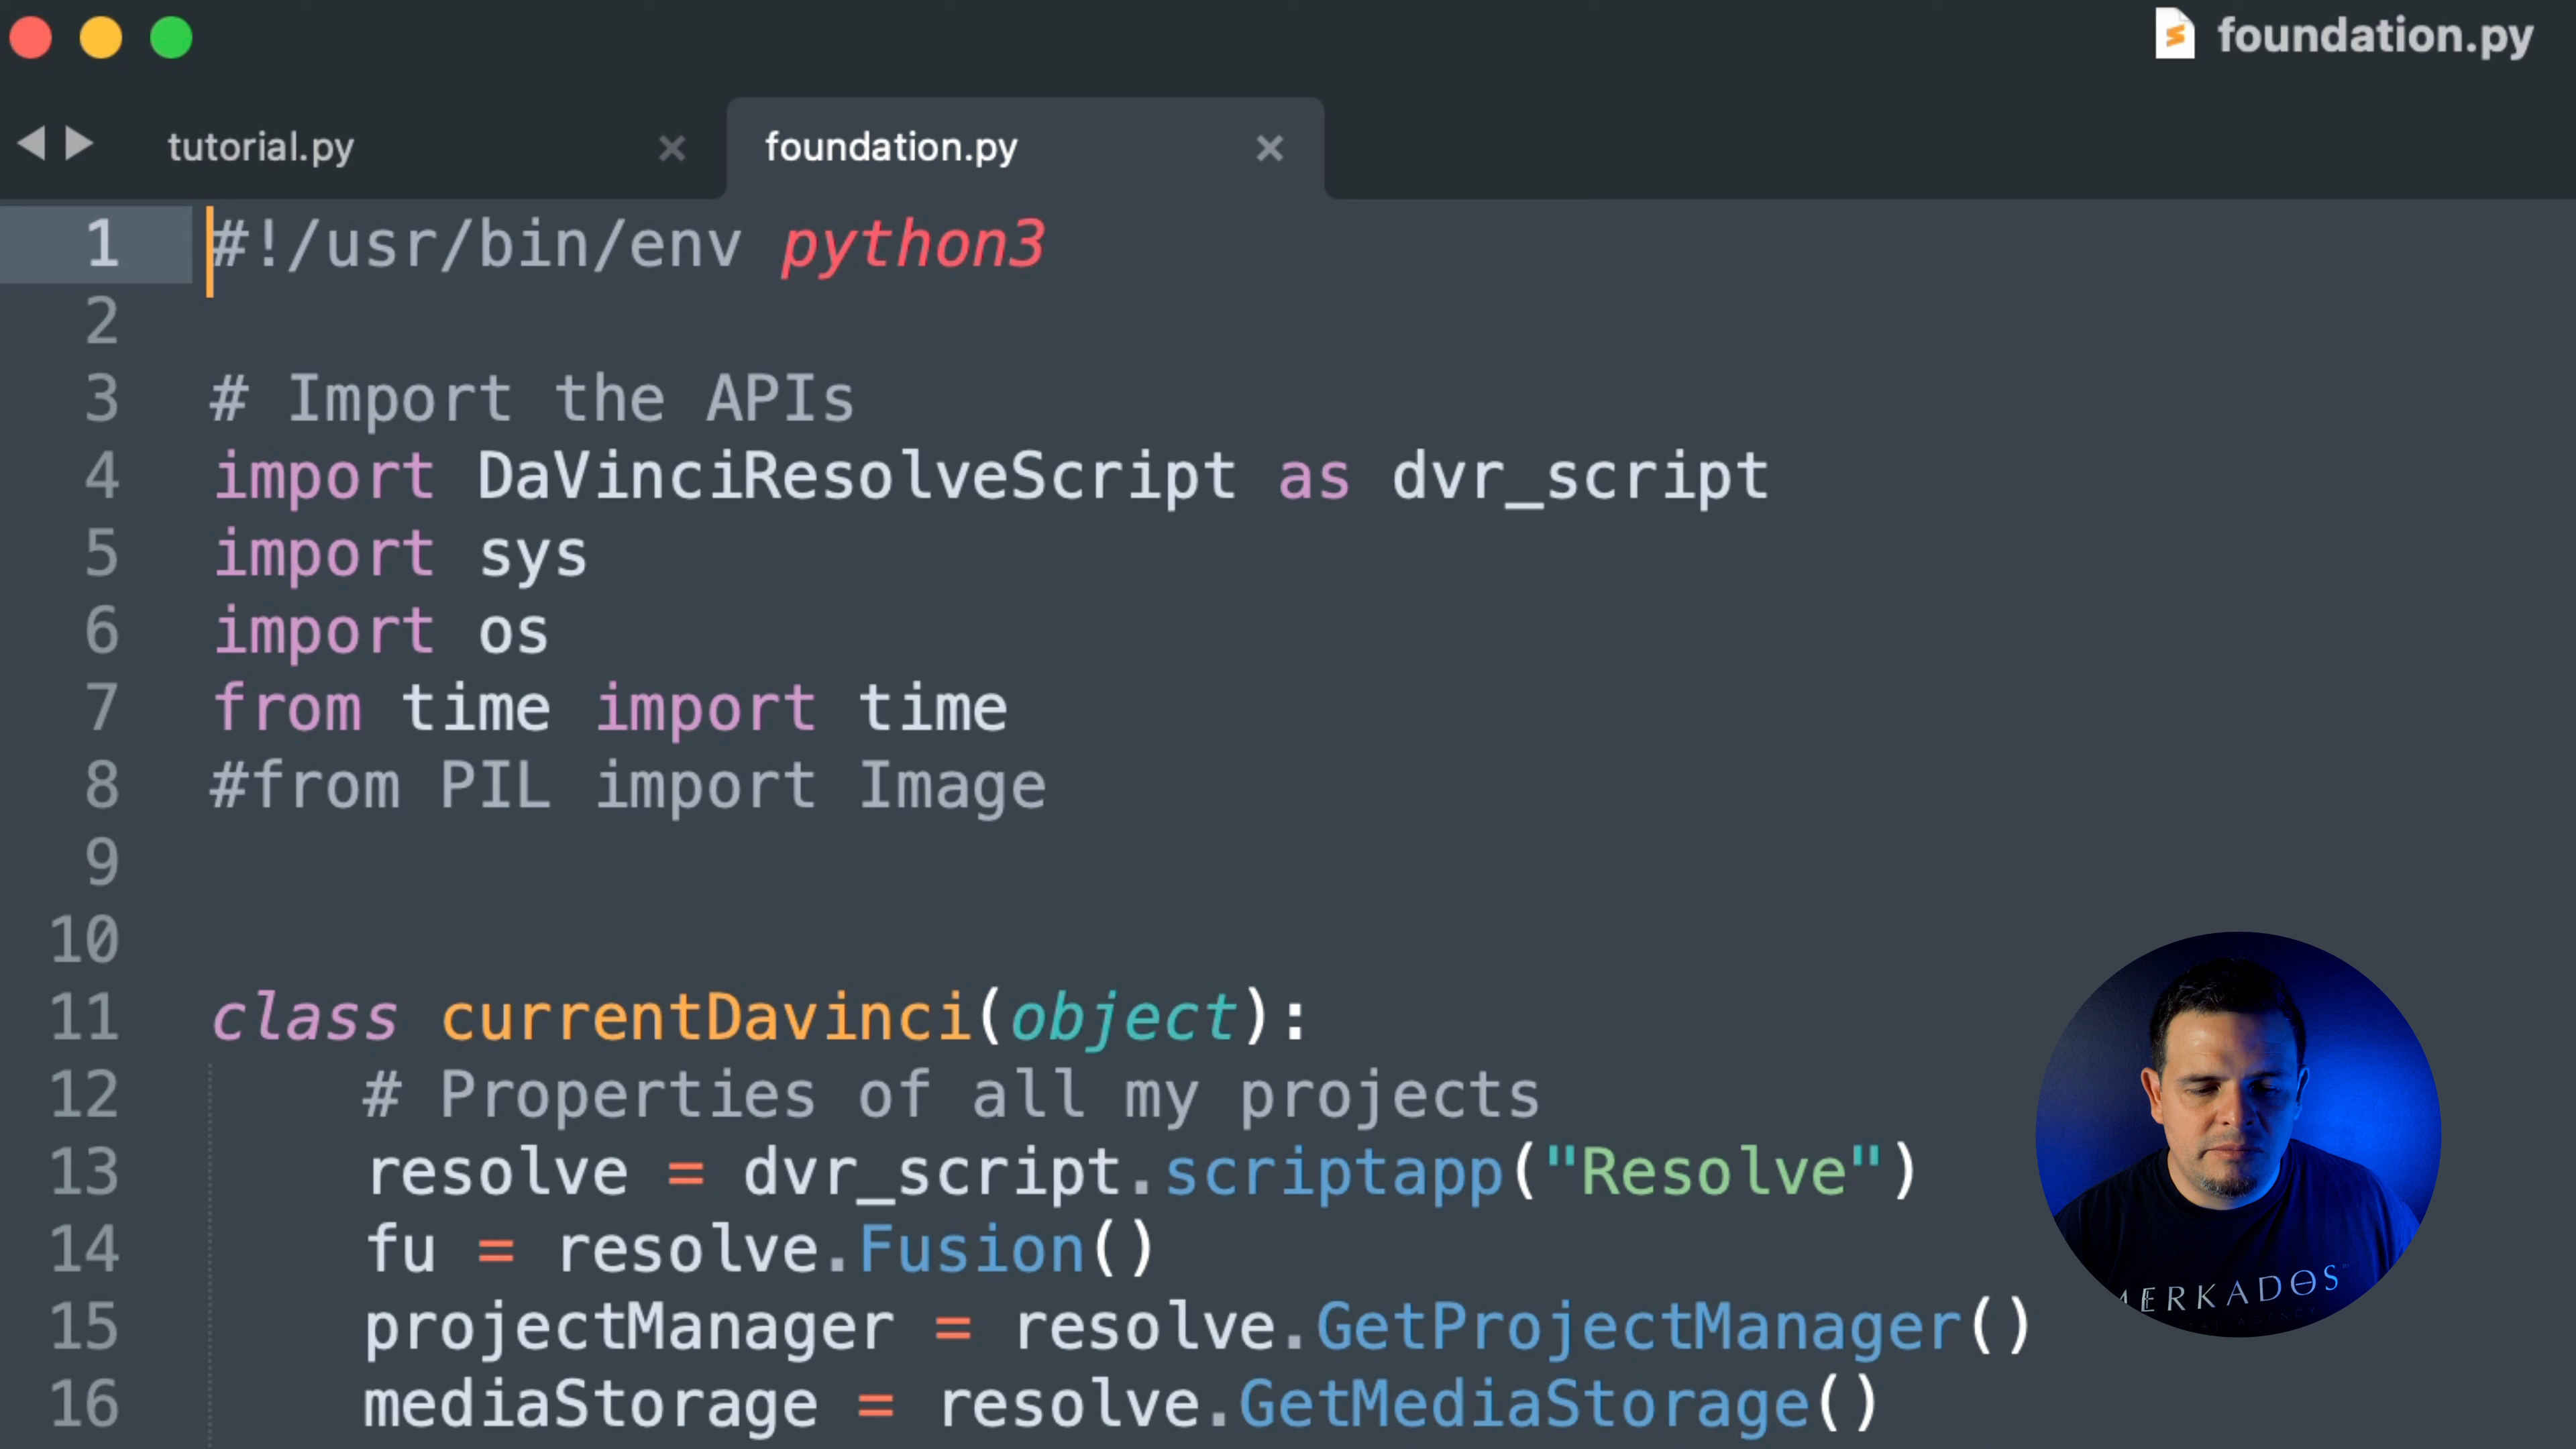 foundation.py
tutorial.py
foundation.py
1 #!/usr/bin/env python3
2
3 # Import the APIs
4 import DaVinciResolveScript as dvr_script
5 import sys
6 import os
7 from time import time
8 #from PIL import Image
9
10
11 class currentDavinci(object):
12 # Properties of all my projects
13 resolve = dvr_script.scriptapp("Resolve")
14 fu = resolve.Fusion()
15 projectManager = resolve.GetProjectManager()
16 mediaStorage = resolve.GetMediaStorage()
MERKADOS